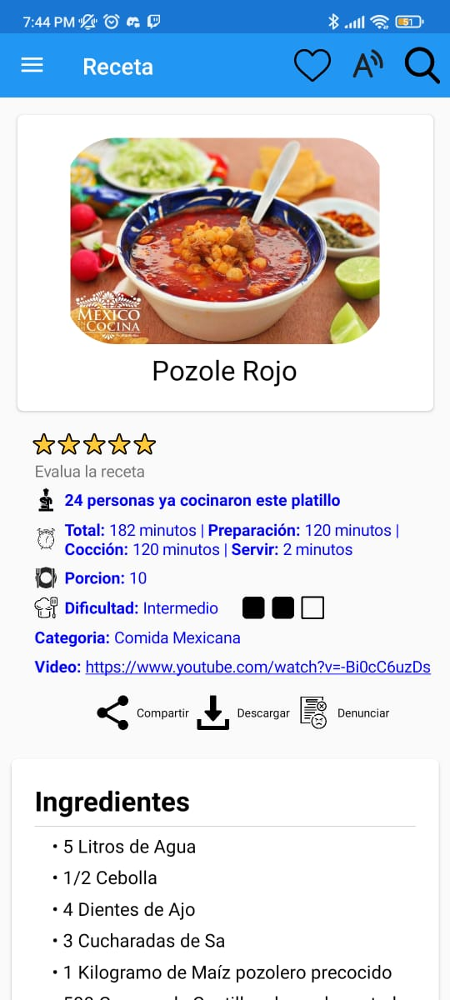 7:44 PM
51
Receta
A
MEXICO
EN MI
COCINA
Pozole Rojo
Evalua la receta
24 personas ya cocinaron este platillo
Total: 182 minutos | Preparación: 120 minutos |
Cocción: 120 minutos | Servir: 2 minutos
Porcion: 10
Dificultad: Intermedio
Categoria: Comida Mexicana
Video: https://www.youtube.com/watch?v=-Bi0cC6uzDs
Compartir Descargar Denunciar
Ingredientes
• 5 Litros de Agua
• 1/2 Cebolla
• 4 Dientes de Ajo
• 3 Cucharadas de Sa
• 1 Kilogramo de Maíz pozolero precocido